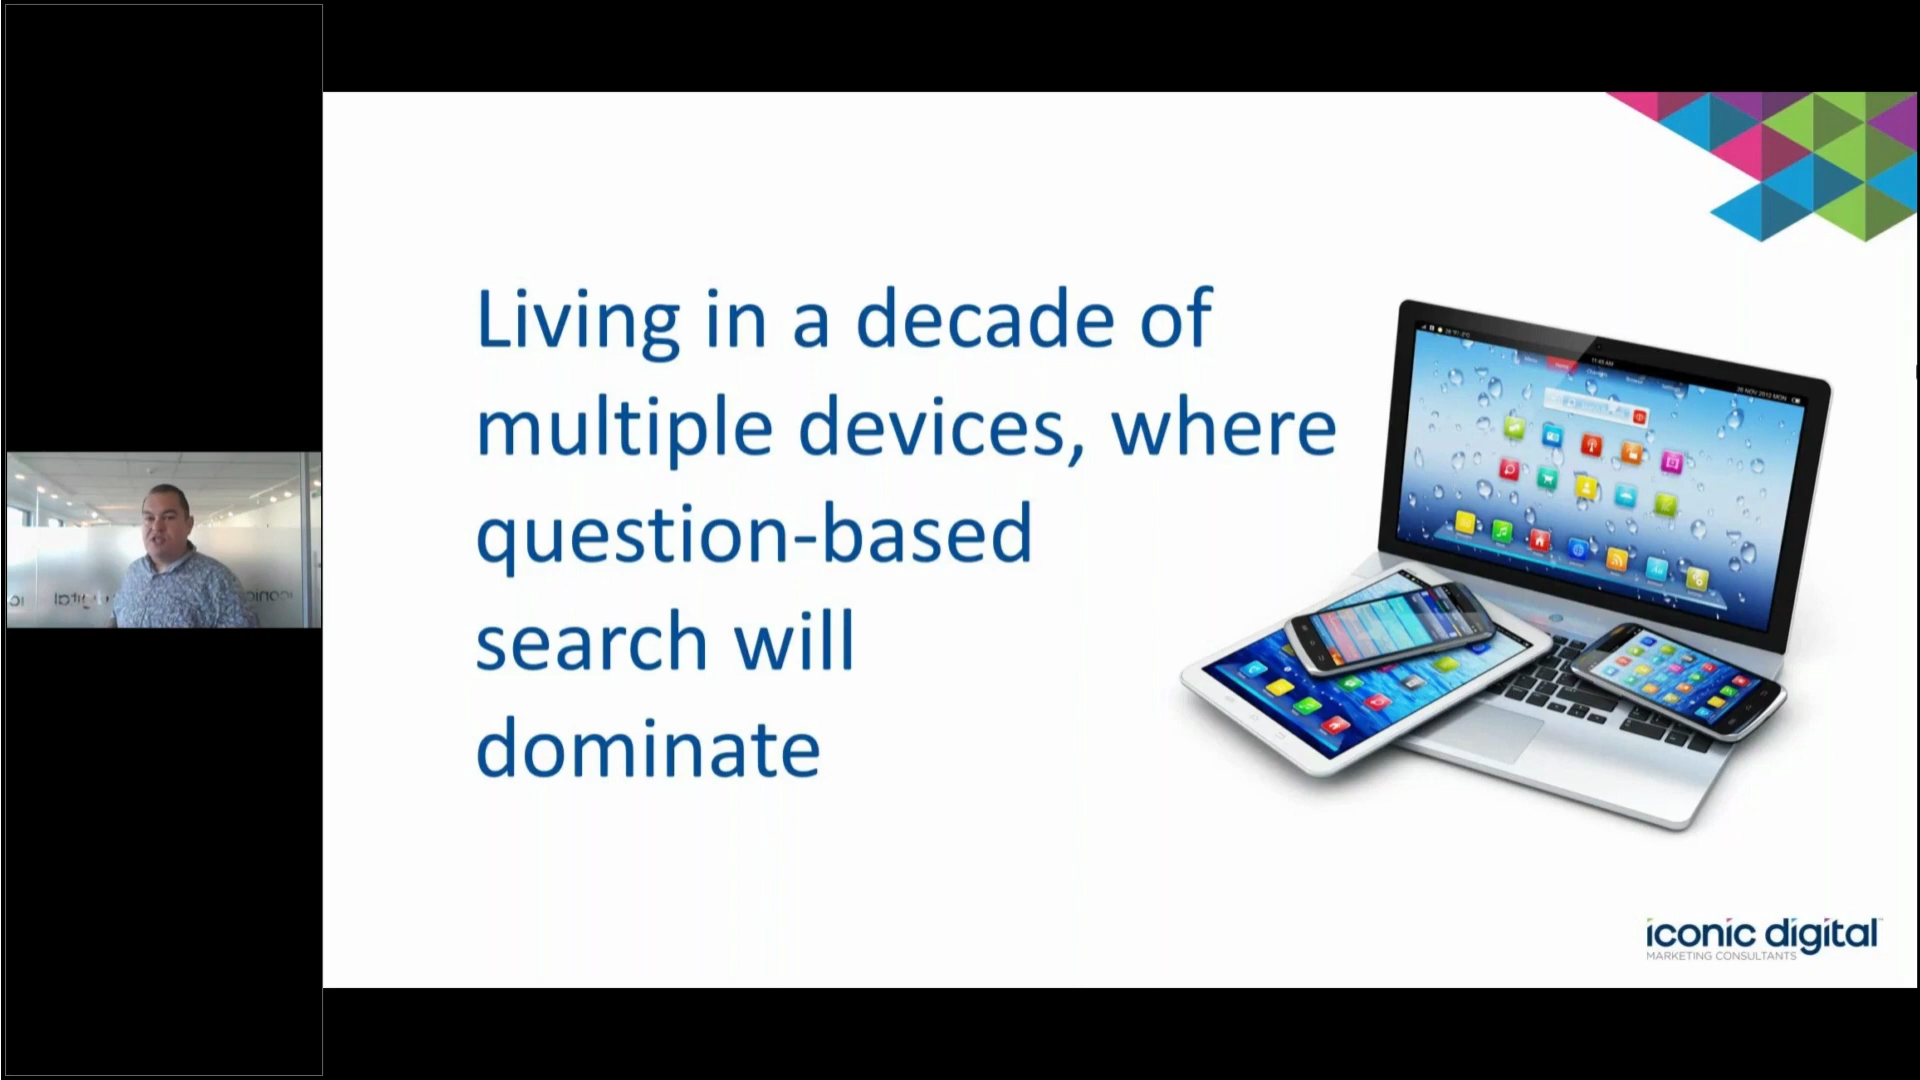 Living in a decade of
multiple devices, where
question-based
search will
dominate
iconic digital
MARKETING CONSULTANTS